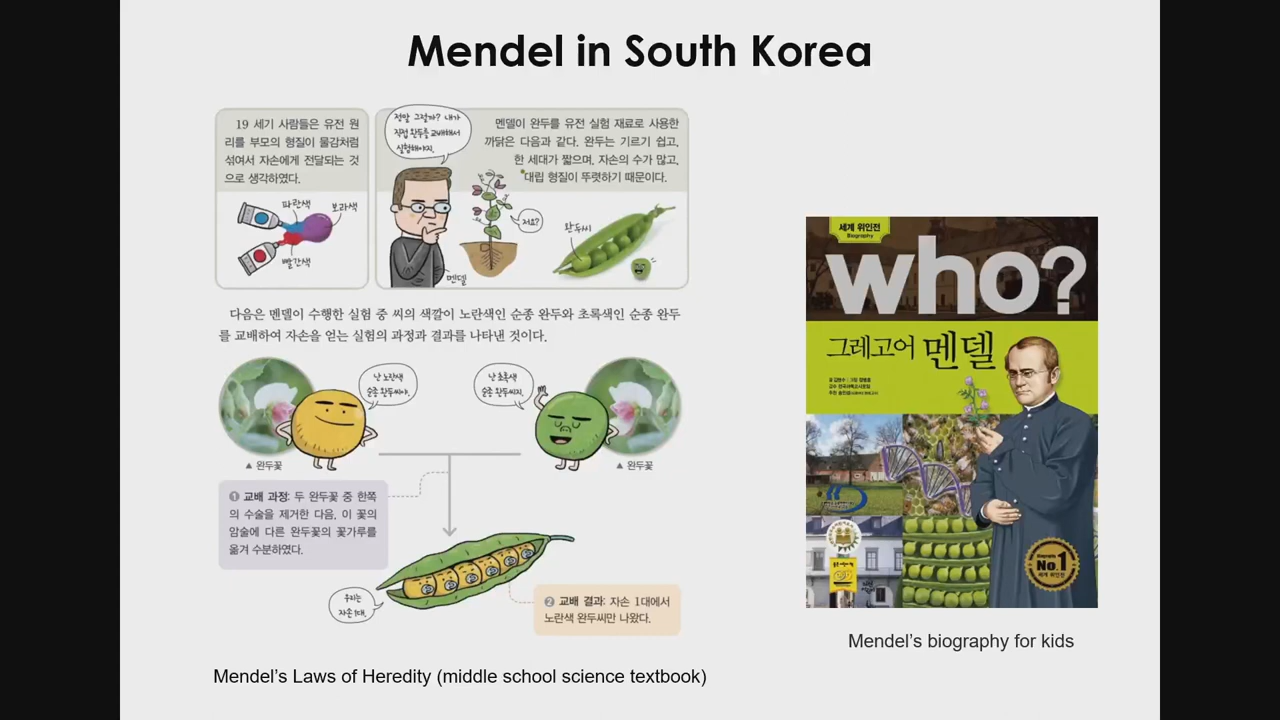 Mendel in South Korea
19 세기 사람들은 유전 원
리를 부모의 형질이 물감처럼
섞여서 자손에게 전달되는 것
으로 생각하였다.
파란색
보라색
빨간색
정말 그럴까? 내가
직접 완두를 교배해서
실험해야지.
멘델이 완두를 유전 실험 재료로 사용한
까닭은 다음과 같다. 완두는 기르기 쉽고,
한 세대가 짧으며, 자손의 수가 많고,
대립 형질이 뚜렷하기 때문이다.
저요?
완두씨
멘델
다음은 멘델이 수행한 실험 중 씨의 색깔이 노란색인 순종 완두와 초록색인 순종 완두
를 교배하여 자손을 얻는 실험의 과정과 결과를 나타낸 것이다.
난 노란색
순종 완두씨야.
난 초록색
순종 완두씨지.
▲ 완두꽃
▲ 완두꽃
① 교배 과정: 두 완두꽃 중 한쪽
의 수술을 제거한 다음, 이 꽃의
암술에 다른 완두꽃의 꽃가루를
옮겨 수분하였다.
우리는
자손 1대.
② 교배 결과: 자손 1대에서
노란색 완두씨만 나왔다.
Mendel's Laws of Heredity (middle school science textbook)
세계 위인전
Biography
who?
그레고어 멘델
Biography
No.1
세계 위인전
Mendel's biography for kids